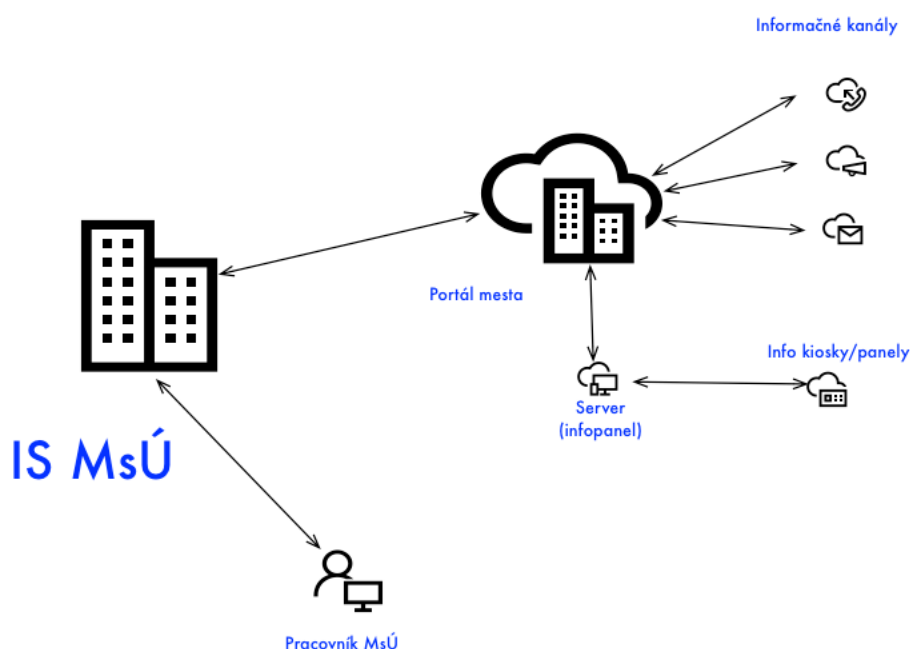 Informačné kanály
Portál mesta
Info kiosky/panely
Server
(infopanel)
IS MsÚ
Pracovník MsÚ